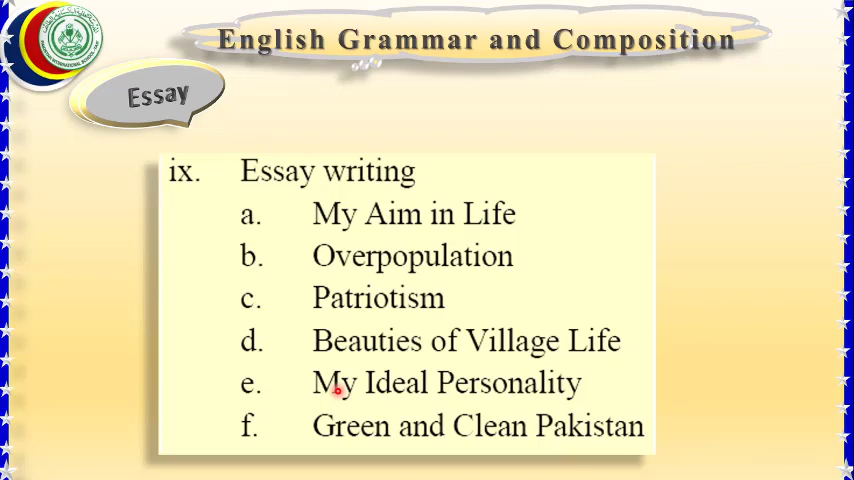 English Grammar and Composition
Essay
ix. Essay writing
a. My Aim in Life
b. Overpopulation
c. Patriotism
d. Beauties of Village Life
e. My Ideal Personality
f. Green and Clean Pakistan